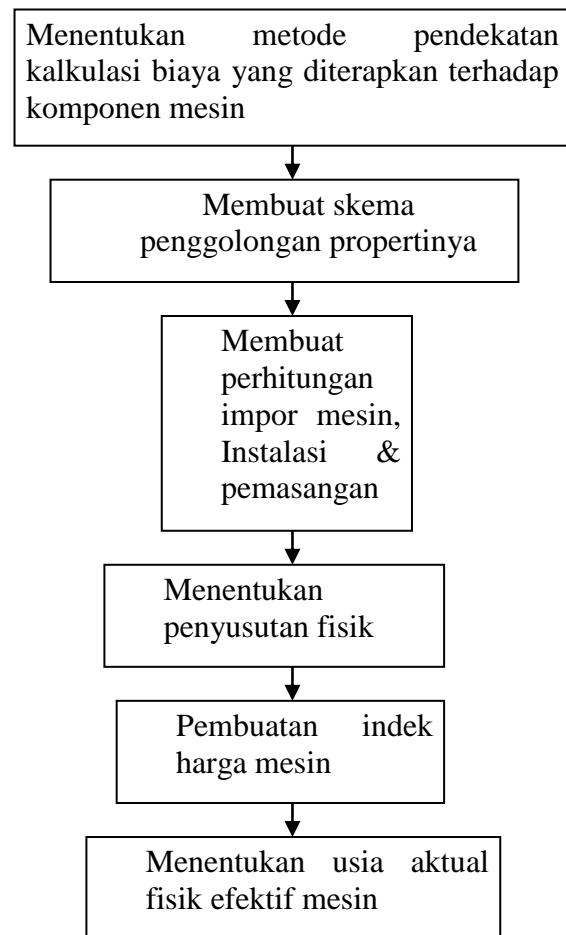 Menentukan metode pendekatan
kalkulasi biaya yang diterapkan terhadap
komponen mesin
Membuat skema
penggolongan propertinya
Membuat
perhitungan
impor mesin,
Instalasi &
pemasangan
Menentukan
penyusutan fisik
Pembuatan indek
harga mesin
Menentukan usia aktual
fisik efektif mesin